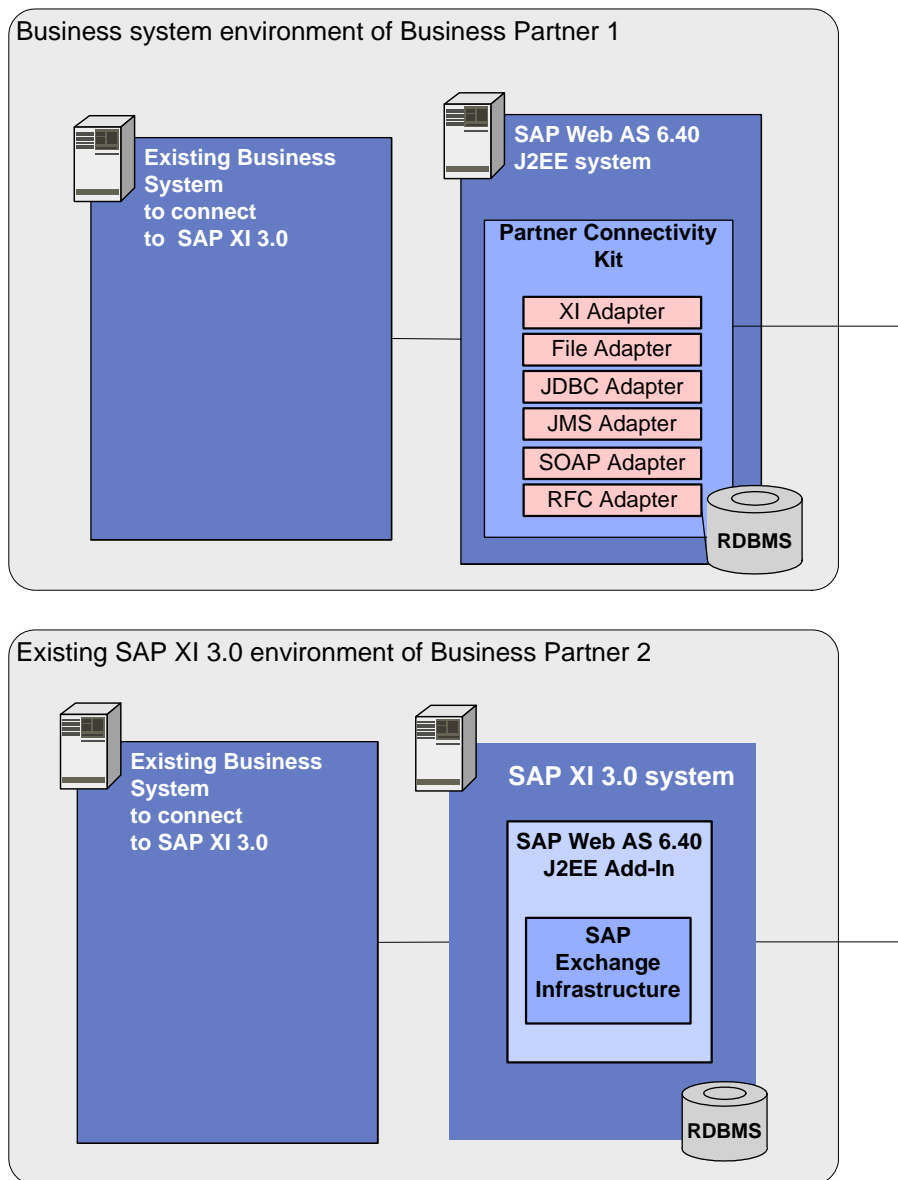 Business system environment of Business Partner 1
Existing Business
System
to connect
to SAP XI 3.0
SAP Web AS 6.40
J2EE system
Partner Connectivity
Kit
XI Adapter
File Adapter
JDBC Adapter
JMS Adapter
SOAP Adapter
RFC Adapter
RDBMS
Existing SAP XI 3.0 environment of Business Partner 2
Existing Business
System
to connect
to SAP XI 3.0
SAP XI 3.0 system
SAP Web AS 6.40
J2EE Add-In
SAP
Exchange
Infrastructure
RDBMS